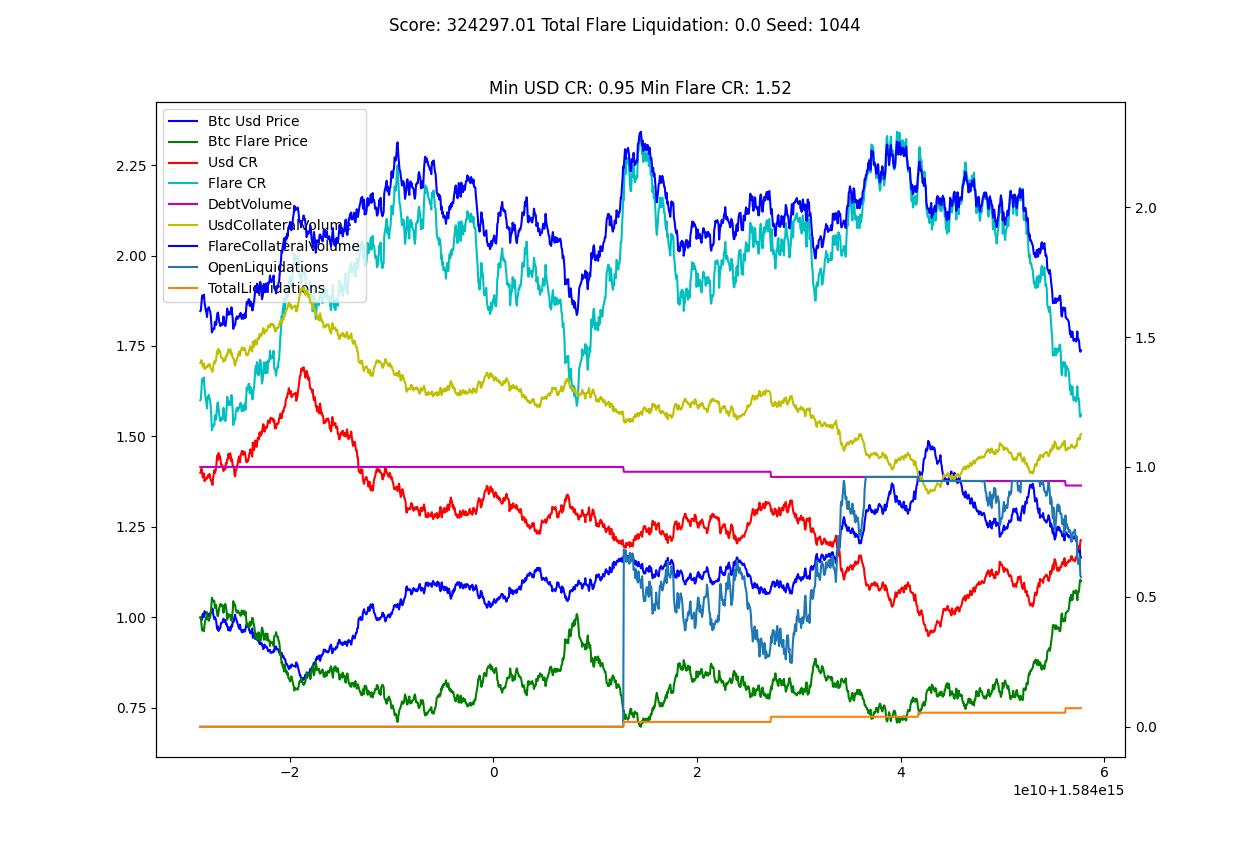 Score: 324297.01 Total Flare Liquidation: 0.0 Seed: 1044
Min USD CR: 0.95 Min Flare CR: 1.52
Btc Usd Price
Btc Flare Price
Usd CR
Flare CR
DebtVolume
UsdCollateralVolume
FlareCollateralVolume
OpenLiquidations
TotalLiquidations
2.25
2.00
1.75
1.50
1.25
1.00
0.75
2.0
1.5
1.0
0.5
0.0
−2
0
2
4
6
1e10+1.584e15